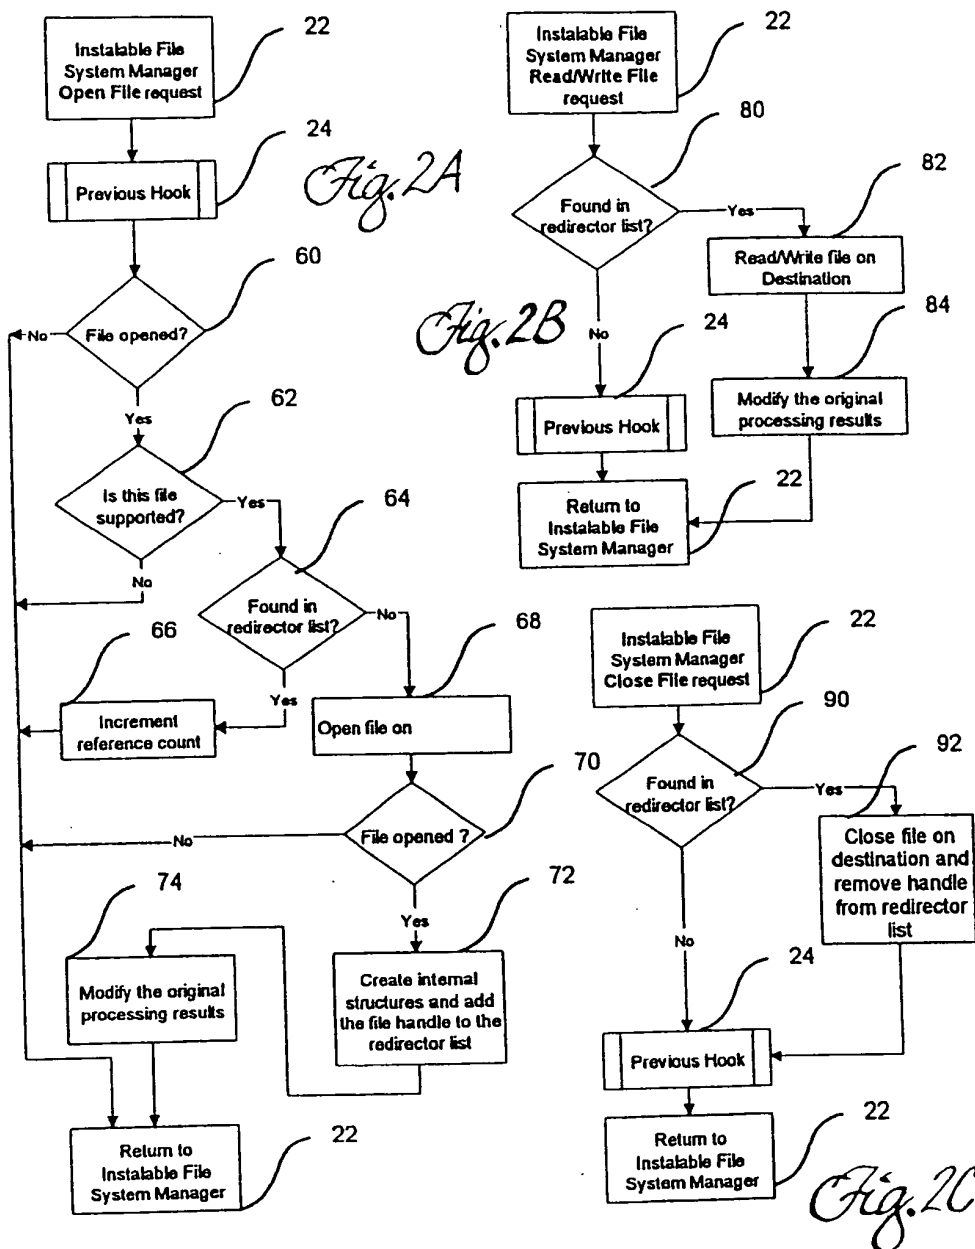 Instalable File
System Manager
Open File request
22
24
Previous Hook
Fig. 2A
60
File opened?
No
Yes
62
Is this file
supported?
Yes
No
64
Found in
redirector list?
No
Yes
66
Increment
reference count
68
Open file on
70
File opened ?
No
Yes
72
Create internal
structures and add
the file handle to the
redirector list
74
Modify the original
processing results
Return to
Instalable File
System Manager
22
Instalable File
System Manager
Read/Write File
request
22
80
Found in
redirector list?
Yes
No
82
Read/Write file on
Destination
84
Modify the original
processing results
Fig. 2B
24
Previous Hook
22
Return to
Instalable File
System Manager
Instalable File
System Manager
Close File request
22
90
Found in
redirector list?
Yes
No
92
Close file on
destination and
remove handle
from redirector
list
24
Previous Hook
22
Return to
Instalable File
System Manager
Fig. 2C